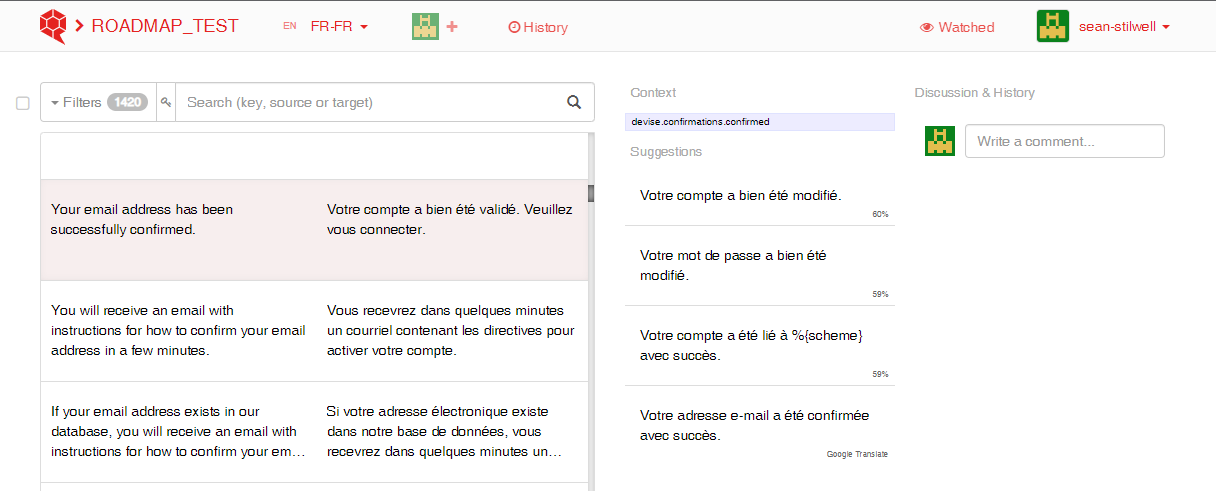 ROADMAP_TEST
EN FR-FR
History
Watched
sean-stilwell
Filters 1420
Search (key, source or target)
Your email address has been
successfully confirmed.
Votre compte a bien été validé. Veuillez
vous connecter.
You will receive an email with
instructions for how to confirm your email
address in a few minutes.
Vous recevrez dans quelques minutes
un courriel contenant les directives pour
activer votre compte.
If your email address exists in our
database, you will receive an email with
instructions for how to confirm your em...
Si votre adresse électronique existe
dans notre base de données, vous
recevrez dans quelques minutes un...
Context
devise.confirmations.confirmed
Suggestions
Votre compte a bien été modifié.
60%
Votre mot de passe a bien été
modifié.
59%
Votre compte a été lié à %{scheme}
avec succès.
59%
Votre adresse e-mail a été confirmée
avec succès.
Google Translate
Discussion & History
Write a comment...